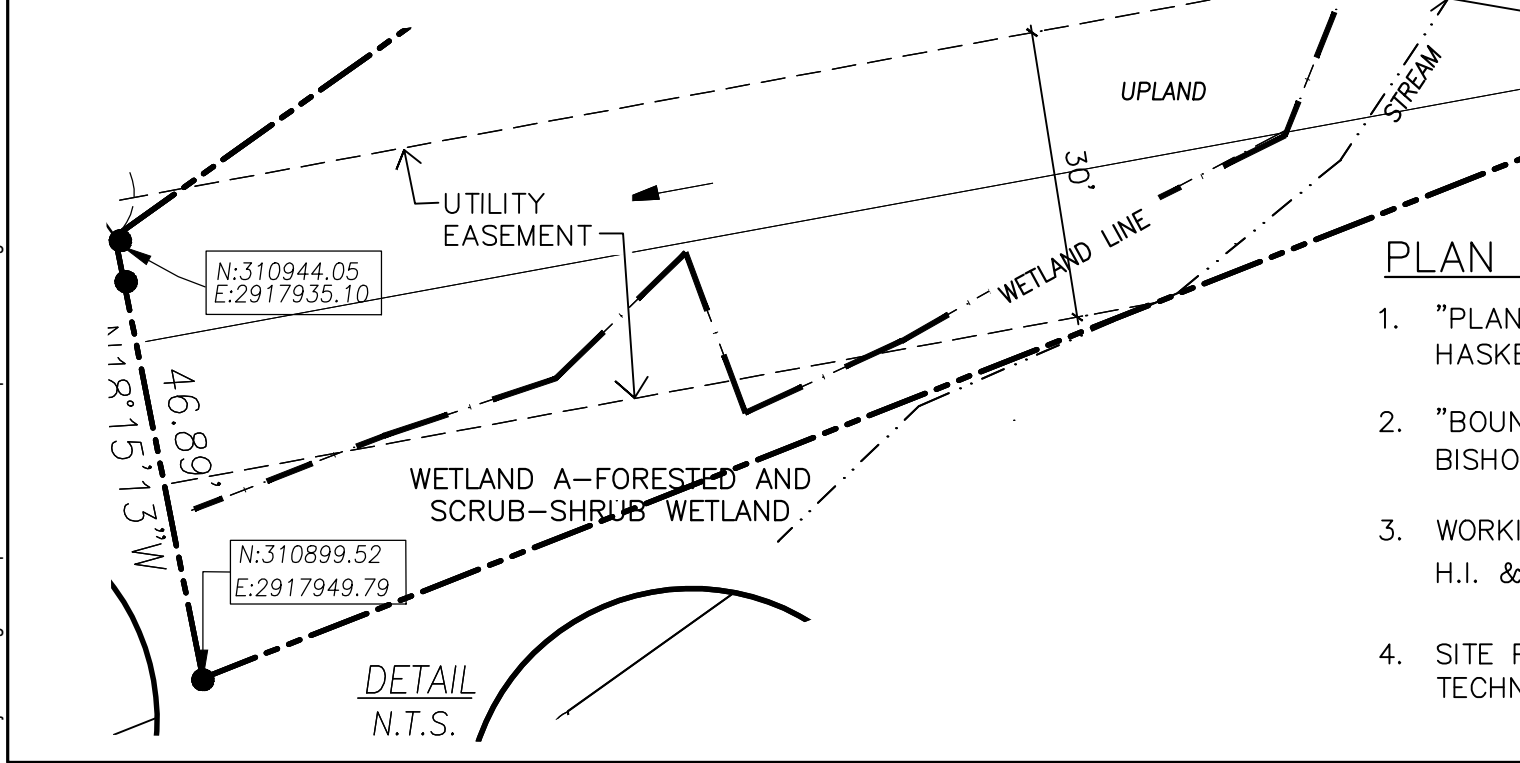 UPLAND
STREAM
30'
UTILITY
EASEMENT
WETLAND LINE
N:310944.05
E:2917935.10
N18°15'13"W
46.89'
WETLAND A-FORESTED AND
SCRUB-SHRUB WETLAND
N:310899.52
E:2917949.79
DETAIL
N.T.S.
PLAN
1. "PLAN
HASKE
2. "BOUN
BISHO
3. WORKI
H.I. &
4. SITE
TECHN